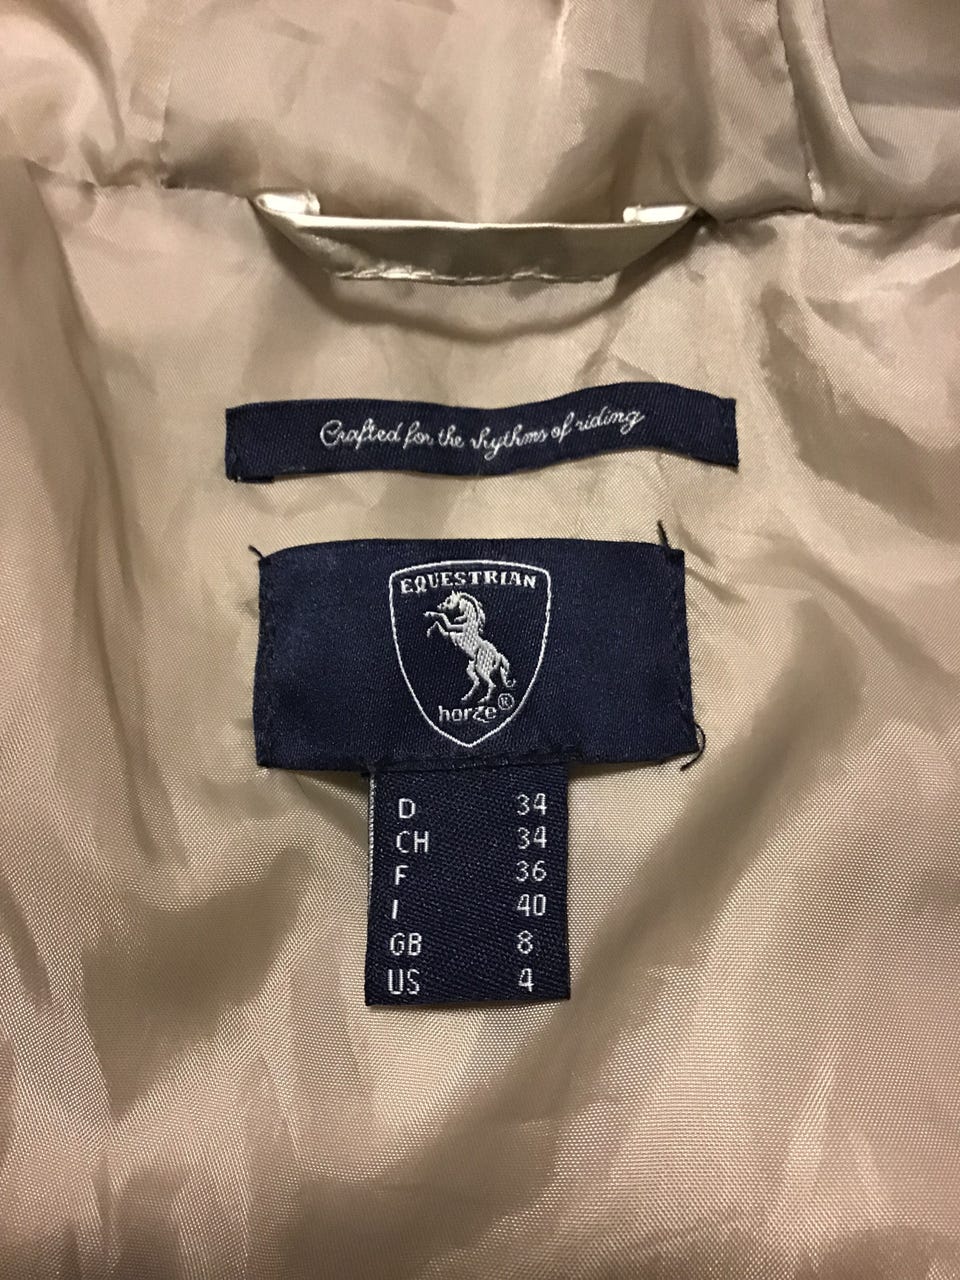 Crafted for the rhythms of riding
EQUESTRIAN
horze®
D 34
CH 34
F 36
I 40
GB 8
US 4